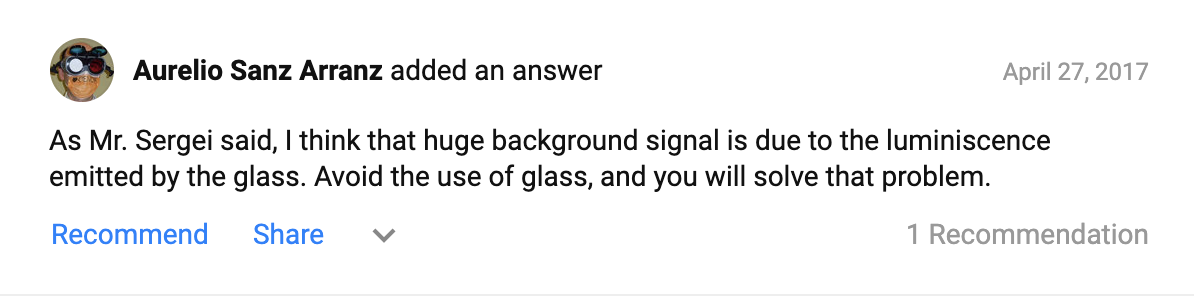 Aurelio Sanz Arranz added an answer April 27, 2017
As Mr. Sergei said, I think that huge background signal is due to the luminiscence
emitted by the glass. Avoid the use of glass, and you will solve that problem.
Recommend Share 1 Recommendation